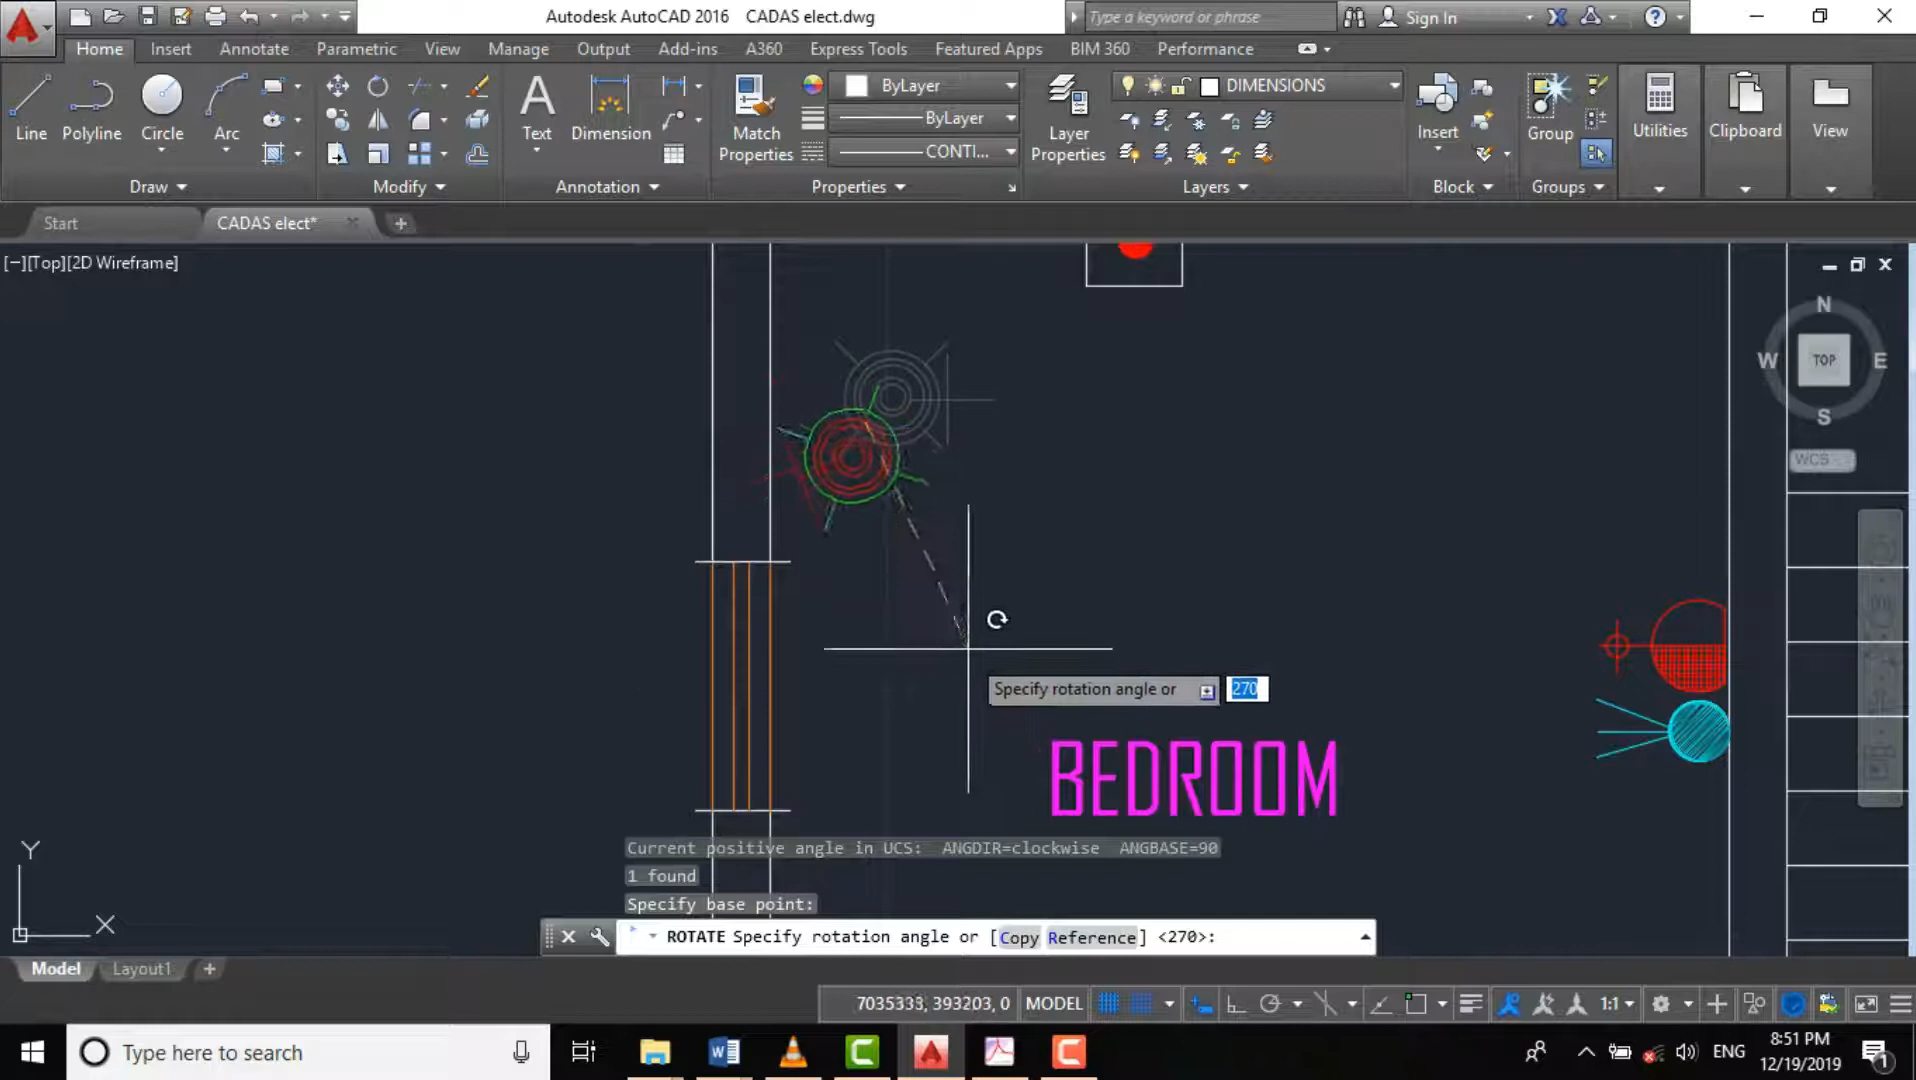 Autodesk AutoCAD 2016 CADAS elect.dwg
Type a keyword or phrase
Sign In
Home Insert Annotate Parametric View Manage Output Add-ins A360 Express Tools Featured Apps BIM 360 Performance
Line Polyline Circle Arc
Text Dimension
Match Properties
ByLayer
ByLayer
CONTI...
Layer Properties
DIMENSIONS
Insert
Group
Utilities
Clipboard
View
Draw Modify Annotation Properties Layers Block Groups
Start CADAS elect*
[−][Top][2D Wireframe]
N
W TOP E
S
WCS
Specify rotation angle or 270
BEDROOM
Current positive angle in UCS: ANGDIR=clockwise ANGBASE=90
1 found
Specify base point:
ROTATE Specify rotation angle or [Copy Reference] <270>:
Y
X
Model Layout1
7035333, 393203, 0 MODEL 1:1
Type here to search
ENG
8:51 PM
12/19/2019
1